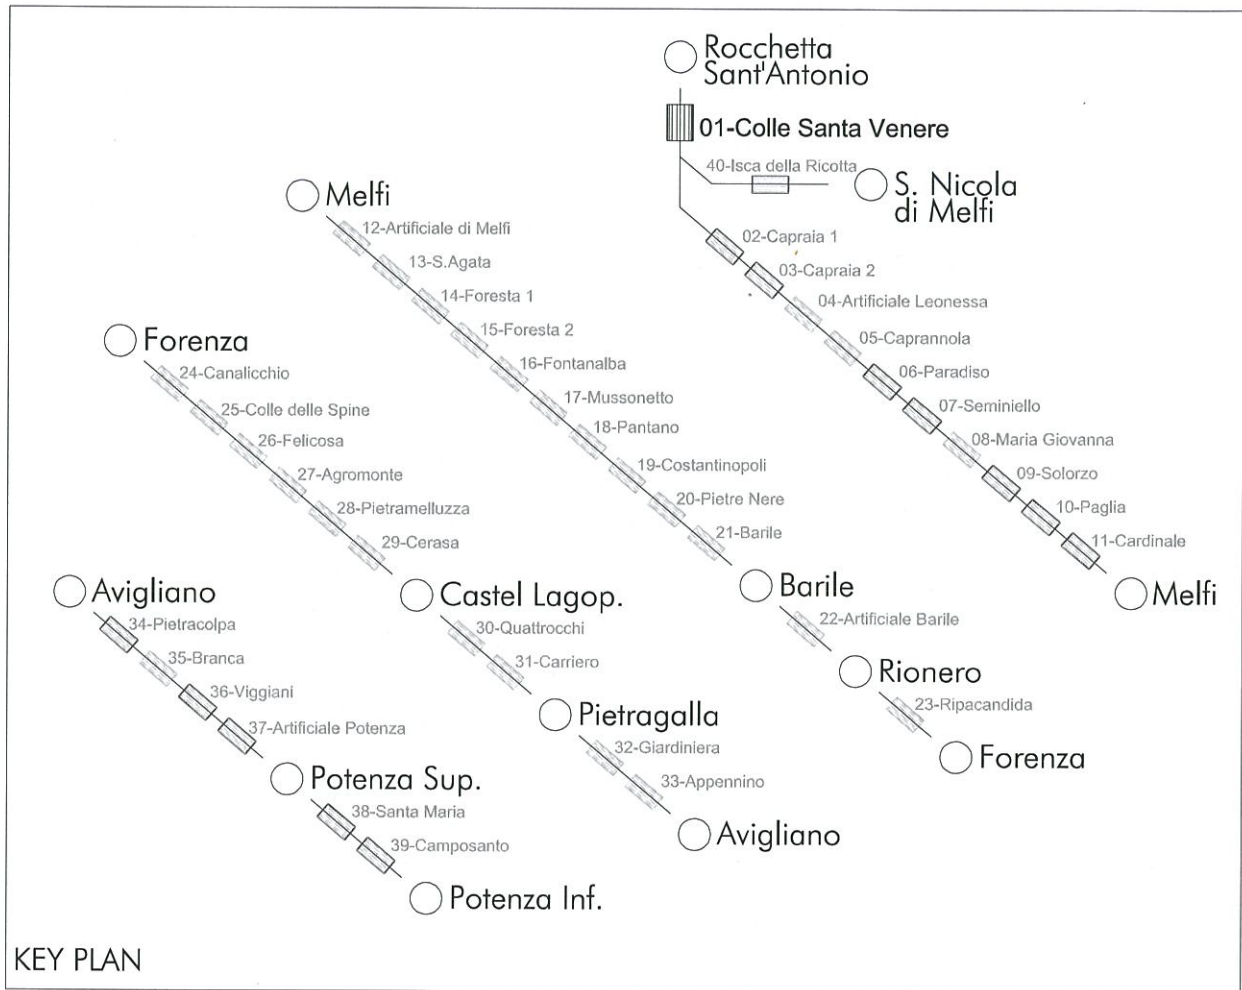 Rocchetta
Sant'Antonio
01-Colle Santa Venere
40-Isca della Ricotta
S. Nicola
di Melfi
02-Capraia 1
03-Capraia 2
04-Artificiale Leonessa
05-Caprannola
06-Paradiso
07-Seminiello
08-Maria Giovanna
09-Solorzo
10-Paglia
11-Cardinale
Melfi
Melfi
12-Artificiale di Melfi
13-S.Agata
14-Foresta 1
15-Foresta 2
16-Fontanalba
17-Mussonetto
18-Pantano
19-Costantinopoli
20-Pietre Nere
21-Barile
Barile
22-Artificiale Barile
Rionero
23-Ripacandida
Forenza
Forenza
24-Canalicchio
25-Colle delle Spine
26-Felicosa
27-Agromonte
28-Pietramelluzza
29-Cerasa
Castel Lagop.
30-Quattrocchi
31-Carriero
Pietragalla
32-Giardiniera
33-Appennino
Avigliano
Avigliano
34-Pietracolpa
35-Branca
36-Viggiani
37-Artificiale Potenza
Potenza Sup.
38-Santa Maria
39-Camposanto
Potenza Inf.
KEY PLAN